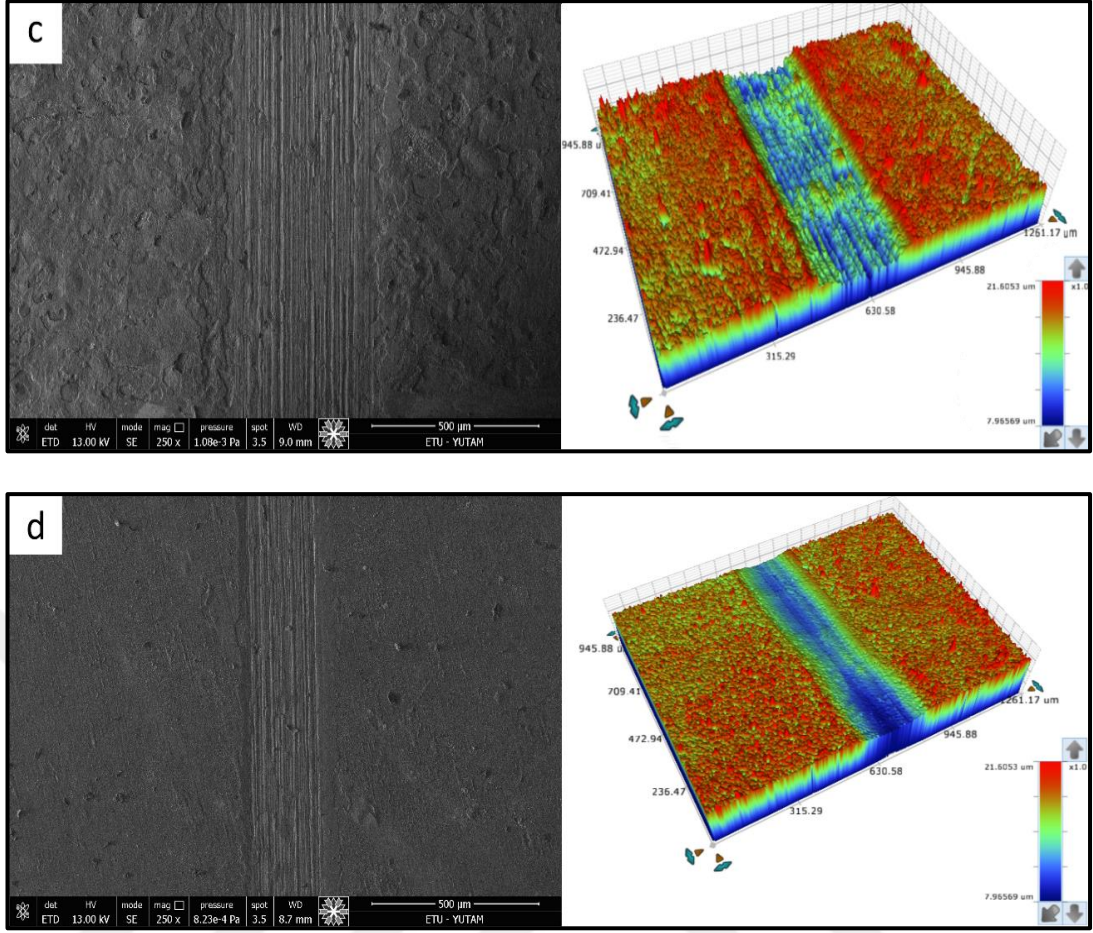 c
945.88 u
709.41
472.94
236.47
315.29
630.58
945.88
1261.17 µm
21.6053 um
x1.0
7.96569 um
det HV mode mag pressure spot WD
ETD 13.00 kV SE 250 x 1.08e-3 Pa 3.5 9.0 mm
500 µm
ETU - YUTAM
d
945.88 u
709.41
472.94
236.47
315.29
630.58
945.88
1261.17 um
21.6053 um
x1.0
7.96569 um
det HV mode mag pressure spot WD
ETD 13.00 kV SE 250 x 8.23e-4 Pa 3.5 8.7 mm
500 µm
ETU - YUTAM